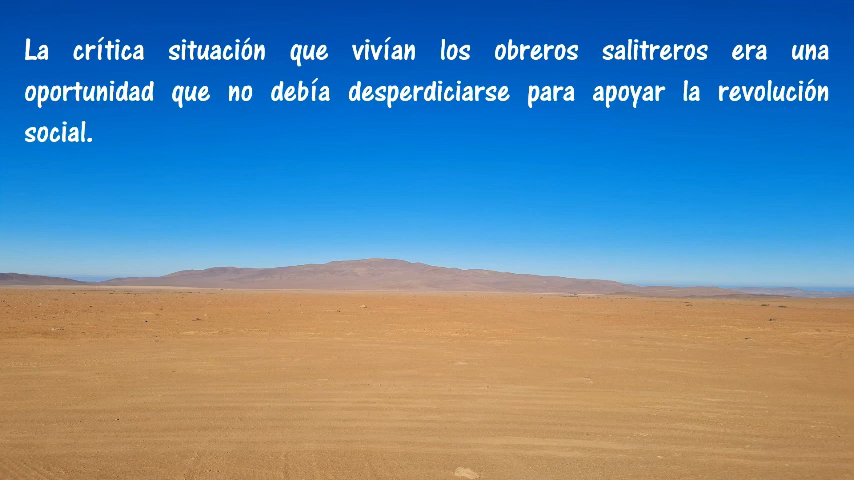 La crítica situación que vivían los obreros salitreros era una
oportunidad que no debía desperdiciarse para apoyar la revolución
social.